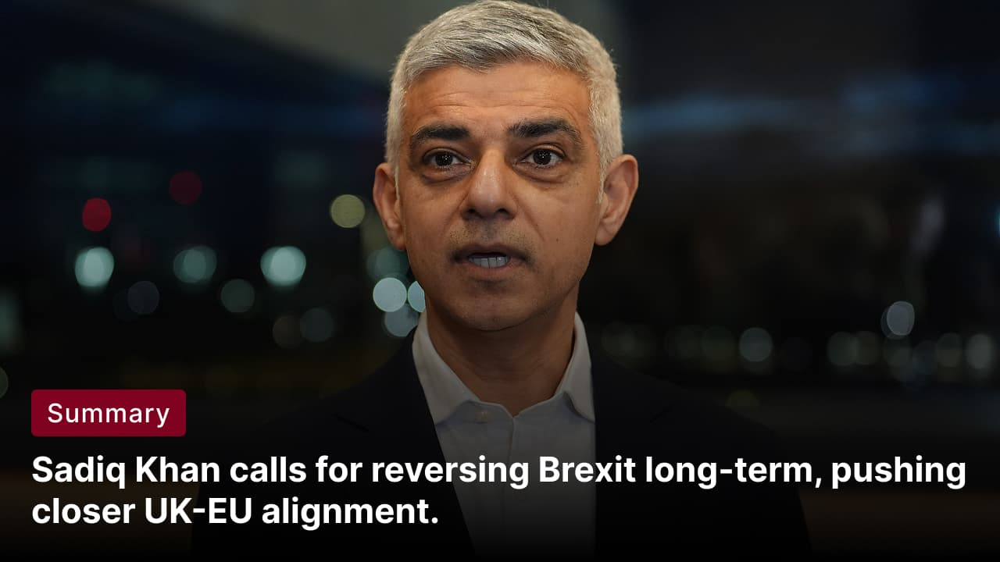 Summary
Sadiq Khan calls for reversing Brexit long-term, pushing
closer UK-EU alignment.